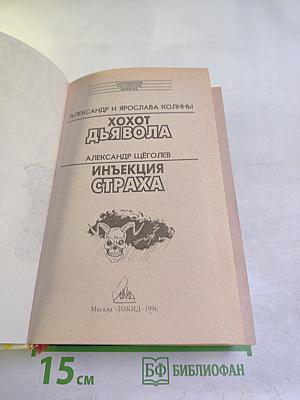 АЛЕКСАНДР И ЯРОСЛАВА КОЛИНЫ
ХОХОТ
ДЬЯВОЛА
АЛЕКСАНДР ЩЁГОЛЕВ
ИНЪЕКЦИЯ
СТРАХА
Москва «ЛОКИД» 1996
15 см
БФ БИБЛИОФАН